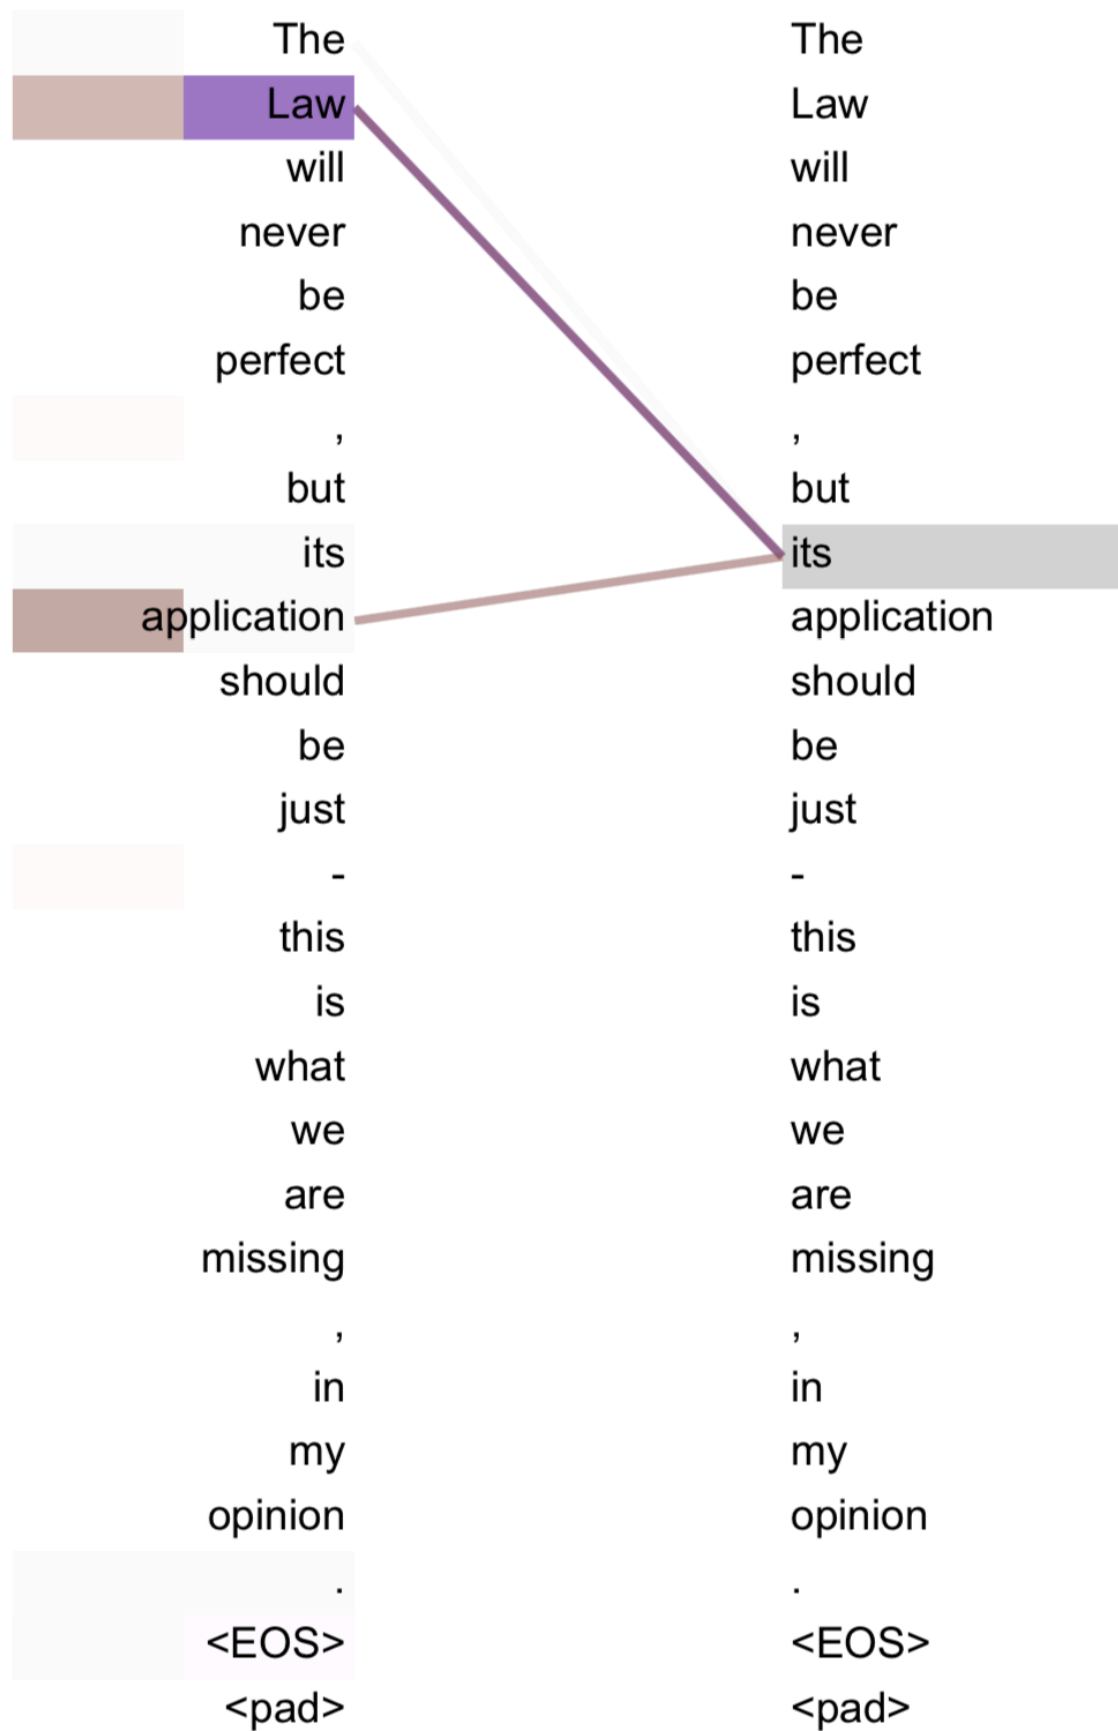 The The
Law Law
will will
never never
be be
perfect perfect
, ,
but but
its its
application application
should should
be be
just just
- -
this this
is is
what what
we we
are are
missing missing
, ,
in in
my my
opinion opinion
. .
<EOS> <EOS>
<pad> <pad>